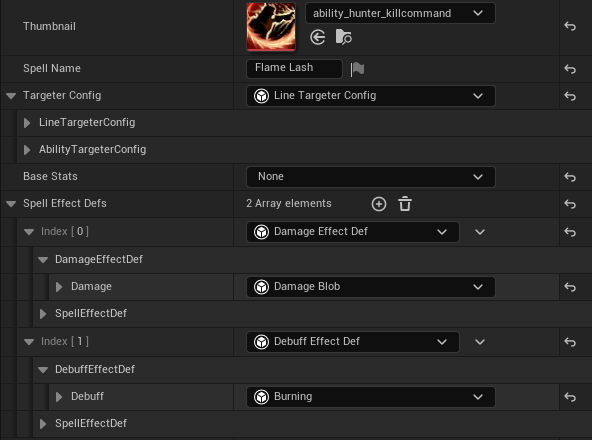 Thumbnail
ability_hunter_killcommand
Spell Name
Flame Lash
Targeter Config
Line Targeter Config
LineTargeterConfig
AbilityTargeterConfig
Base Stats
None
Spell Effect Defs
2 Array elements
Index [ 0 ]
Damage Effect Def
DamageEffectDef
Damage
Damage Blob
SpellEffectDef
Index [ 1 ]
Debuff Effect Def
DebuffEffectDef
Debuff
Burning
SpellEffectDef